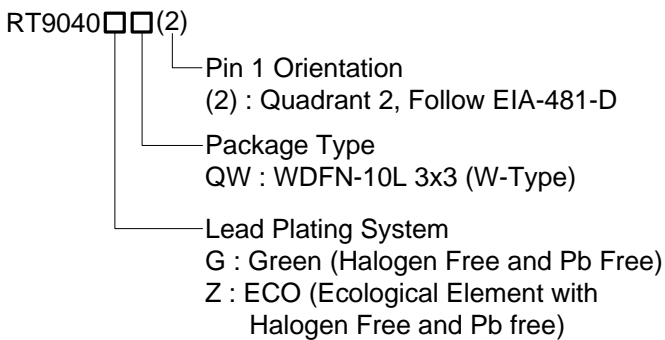 RT9040□□(2)
Pin 1 Orientation
(2) : Quadrant 2, Follow EIA-481-D
Package Type
QW : WDFN-10L 3x3 (W-Type)
Lead Plating System
G : Green (Halogen Free and Pb Free)
Z : ECO (Ecological Element with
Halogen Free and Pb free)